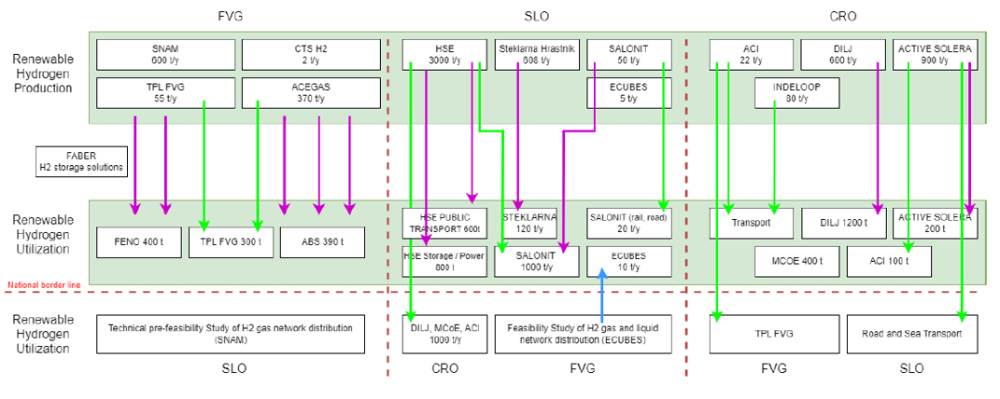 FVG
SLO
CRO
Renewable
Hydrogen
Production
SNAM
600 t/y
CTS H2
2 t/y
HSE
3000 t/y
Steklarna Hrastnik
608 t/y
SALONIT
50 t/y
ACI
22 t/y
DILJ
600 t/y
ACTIVE SOLERA
900 t/y
TPL FVG
55 t/y
ACEGAS
370 t/y
ECUBES
5 t/y
INDELOOP
80 t/y
FABER
H2 storage solutions
Renewable
Hydrogen
Utilization
FENO 400 t
TPL FVG 300 t
ABS 390 t
HSE PUBLIC
TRANSPORT 600t
STEKLARNA
120 t/y
SALONIT (rail, road)
20 t/y
Transport
DILJ 1200 t
ACTIVE SOLERA
200 t
HSE Storage / Power
800 t
SALONIT
1000 t/y
ECUBES
10 t/y
MCOE 400 t
ACI 100 t
National border line
Renewable
Hydrogen
Utilization
Technical pre-feasibility Study of H2 gas network distribution
(SNAM)
DILJ, MCoE, ACI
1000 t/y
Feasibility Study of H2 gas and liquid
network distribution (ECUBES)
TPL FVG
Road and Sea Transport
SLO
CRO
FVG
FVG
SLO